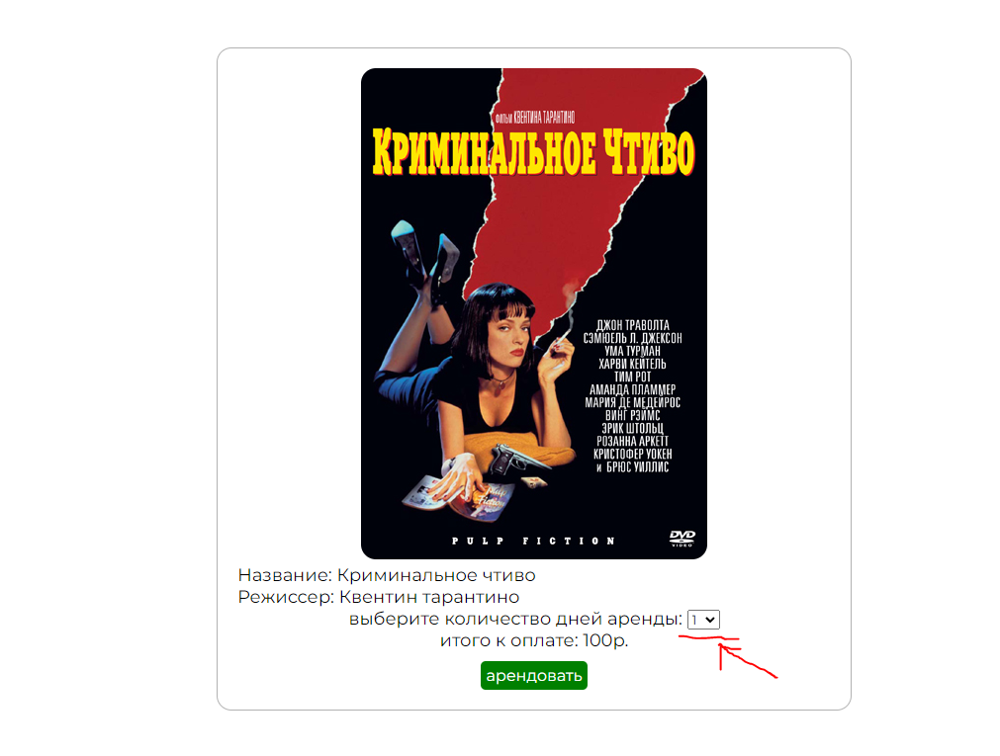 фильм КВЕНТИНА ТАРАНТИНО
КРИМИНАЛЬНОЕ ЧТИВО
ДЖОН ТРАВОЛТА
СЭМЮЕЛЬ Л. ДЖЕКСОН
УМА ТУРМАН
ХАРВИ КЕЙТЕЛЬ
ТИМ РОТ
АМАНДА ПЛАММЕР
МАРИЯ ДЕ МЕДЕЙРОС
ВИНГ РЭЙМС
ЭРИК ШТОЛЬЦ
РОЗАННА АРКЕТТ
КРИСТОФЕР УОКЕН
и БРЮС УИЛЛИС
Pulp Fiction
PULP FICTION
DVD
VIDEO
Название: Криминальное чтиво
Режиссер: Квентин тарантино
выберите количество дней аренды: 1
итого к оплате: 100р.
арендовать